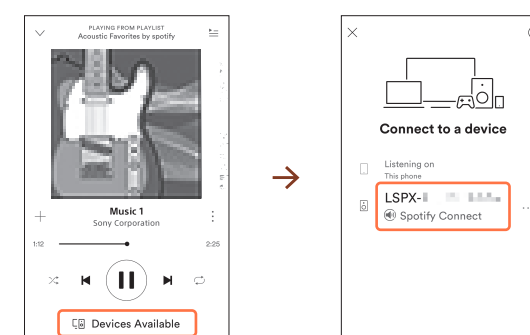 PLAYING FROM PLAYLIST
Acoustic Favorites by spotify
Music 1
Sony Corporation
1:12
2:25
Devices Available
Connect to a device
Listening on
This phone
LSPX-
Spotify Connect